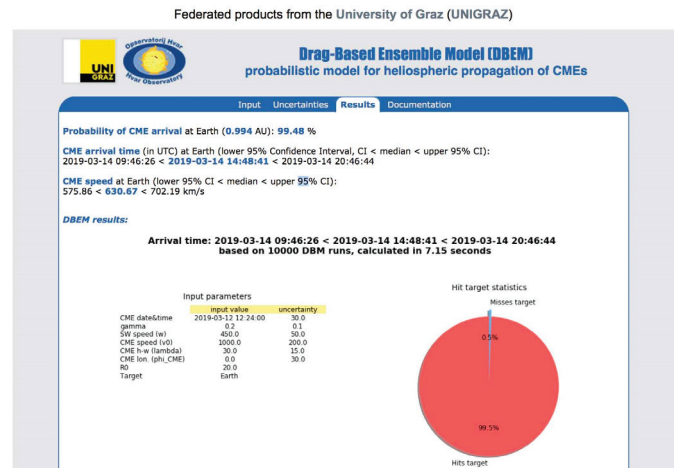 Federated products from the University of Graz (UNIGRAZ)
UNI
GRAZ
Opservatorij Hvar
Hvar Observatory
Drag-Based Ensemble Model (DBEM)
probabilistic model for heliospheric propagation of CMEs
Input Uncertainties Results Documentation
Probability of CME arrival at Earth (0.994 AU): 99.48 %
CME arrival time (in UTC) at Earth (lower 95% Confidence Interval, CI < median < upper 95% CI):
2019-03-14 09:46:26 < 2019-03-14 14:48:41 < 2019-03-14 20:46:44
CME speed at Earth (lower 95% CI < median < upper 95% CI):
575.86 < 630.67 < 702.19 km/s
DBEM results:
Arrival time: 2019-03-14 09:46:26 < 2019-03-14 14:48:41 < 2019-03-14 20:46:44
based on 10000 DBM runs, calculated in 7.15 seconds
Input parameters
input value uncertainty
CME date&time 2019-03-12 12:24:00 30.0
gamma 0.2 0.1
SW speed (w) 450.0 50.0
CME speed (v0) 1000.0 200.0
CME h-w (lambda) 30.0 15.0
CME lon. (phi_CME) 0.0 30.0
R0 20.0
Target Earth
Hit target statistics
Misses target
0.5%
99.5%
Hits target